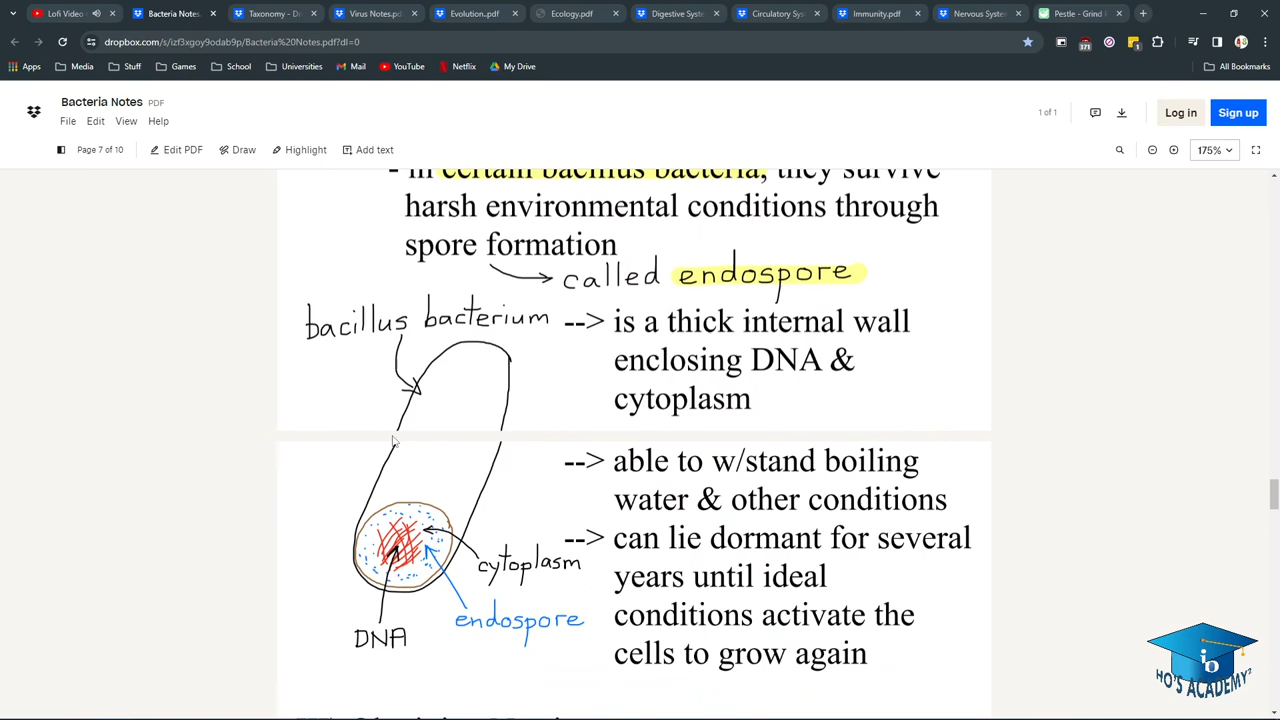 Lofi Video
Bacteria Notes
Taxonomy - D
Virus Notes.pd
Evolution..pdf
Ecology.pdf
Digestive Syste
Circulatory Sys
Immunity.pdf
Nervous Syster
Pestle - Grind
dropbox.com/s/izf3xgoy9odab9p/Bacteria%20Notes.pdf?dl=0
371
Apps
Media
Stuff
Games
School
Universities
Mail
YouTube
Netflix
My Drive
All Bookmarks
Bacteria Notes PDF
File Edit View Help
1 of 1
Log in
Sign up
Page 7 of 10
Edit PDF
Draw
Highlight
Add text
175%
- In certain bacillus bacteria, they survive
harsh environmental conditions through
spore formation
called endospore
bacillus bacterium
--> is a thick internal wall
enclosing DNA &
cytoplasm
--> able to w/stand boiling
water & other conditions
--> can lie dormant for several
years until ideal
conditions activate the
cells to grow again
cytoplasm
endospore
DNA
HO'S ACADEMY